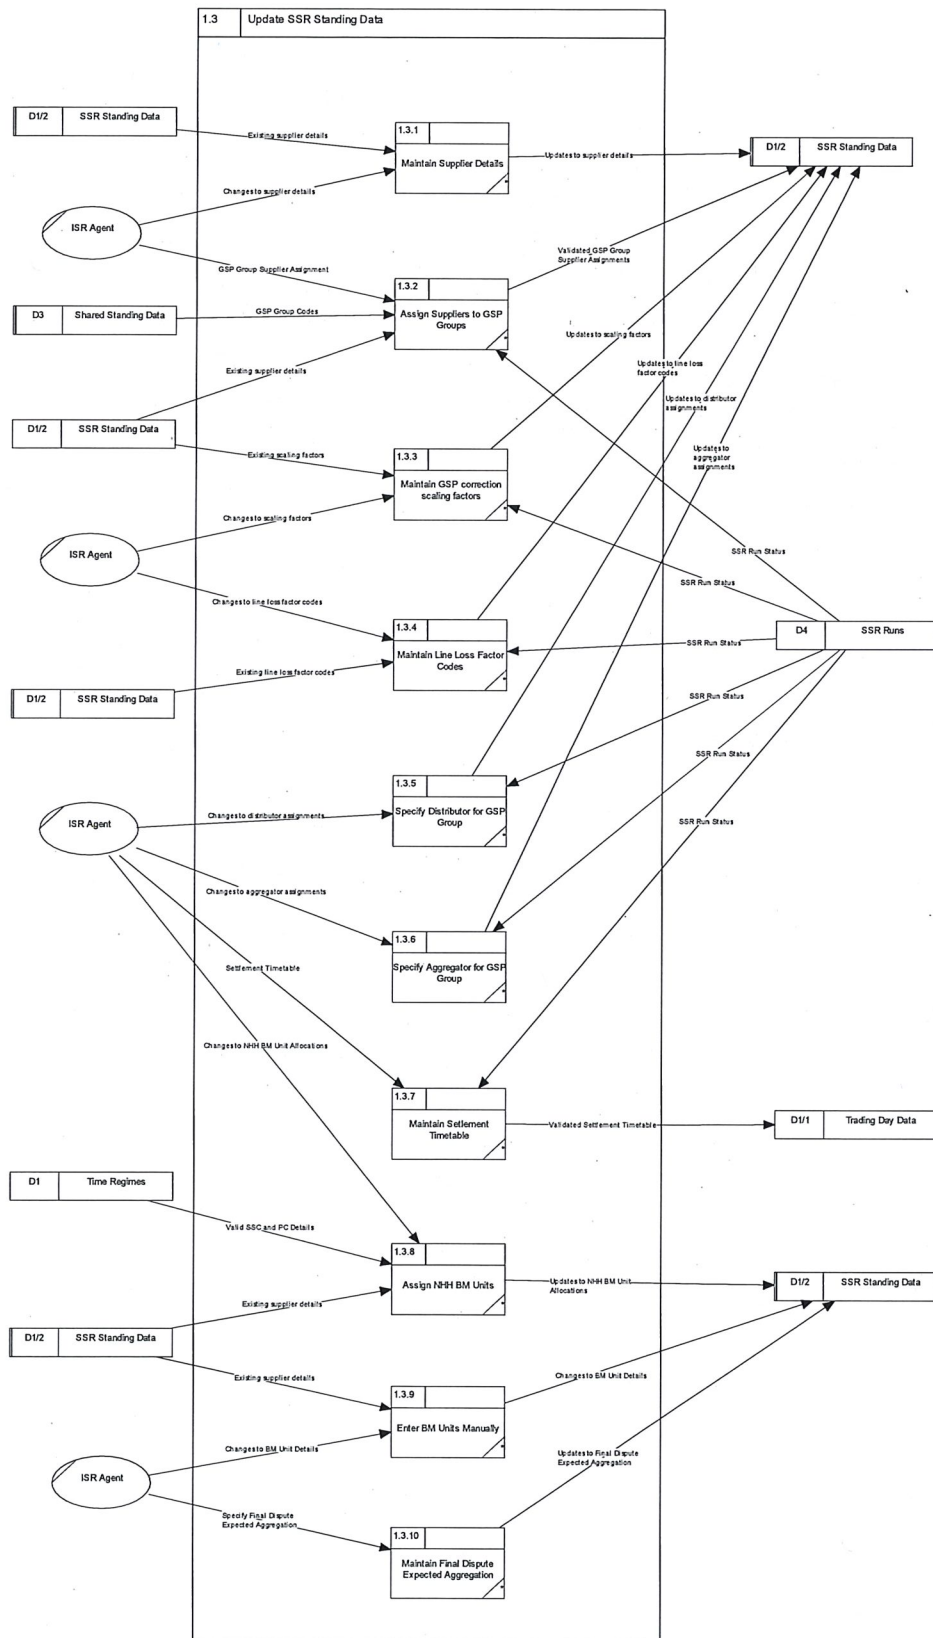 1.3 Update SSR Standing Data
D1/2 SSR Standing Data
Existing supplier details
1.3.1
Maintain Supplier Details
Updates to supplier details
D1/2 SSR Standing Data
Changes to supplier details
ISR Agent
GSP Group Supplier Assignment
Validated GSP Group
Supplier Assignments
1.3.2
Assign Suppliers to GSP
Groups
D3 Shared Standing Data
GSP Group Codes
Existing supplier details
Updates to scaling factors
Updates to line loss
factor codes
Updates to distributor
assignments
Updates to
aggregator
assignments
D1/2 SSR Standing Data
Existing scaling factors
1.3.3
Maintain GSP correction
scaling factors
Changes to scaling factors
ISR Agent
Changes to line loss factor codes
SSR Run Status
SSR Run Status
1.3.4
Maintain Line Loss Factor
Codes
SSR Run Status
D4 SSR Runs
Existing line loss factor codes
D1/2 SSR Standing Data
SSR Run Status
SSR Run Status
SSR Run Status
1.3.5
Specify Distributor for GSP
Group
Changes to distributor assignments
ISR Agent
Changes to aggregator assignments
1.3.6
Specify Aggregator for GSP
Group
Settlement Timetable
Changes to NHH BM Unit Allocations
1.3.7
Maintain Setlement
Timetable
Validated Settlement Timetable
D1/1 Trading Day Data
D1 Time Regimes
Valid SSC and PC Details
1.3.8
Assign NHH BM Units
Updates to NHH BM Unit
Allocations
D1/2 SSR Standing Data
Existing supplier details
D1/2 SSR Standing Data
Existing supplier details
1.3.9
Enter BM Units Manually
Changes to BM Unit Details
Changes to BM Unit Details
ISR Agent
Updates to Final Dispute
Expected Aggregation
Specify Final Dispute
Expected Aggregation
1.3.10
Maintain Final Dispute
Expected Aggregation